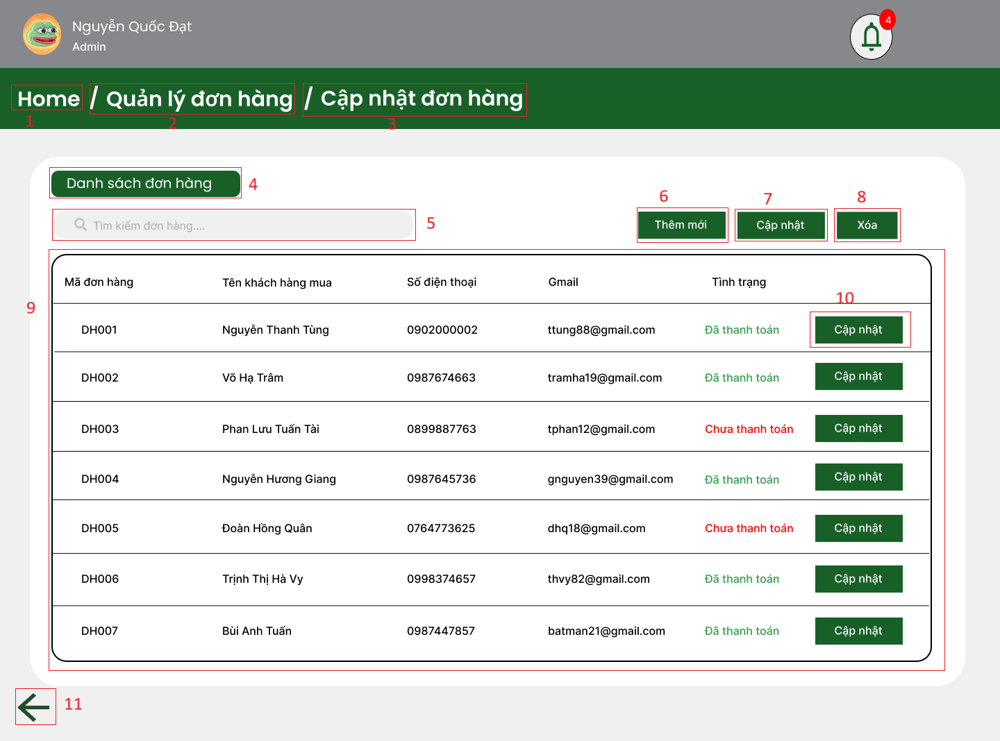 Nguyễn Quốc Đạt
Admin
4
Home / Quản lý đơn hàng / Cập nhật đơn hàng
1 2 3
Danh sách đơn hàng 4
Tìm kiếm đơn hàng.... 5
6 7 8
Thêm mới Cập nhật Xóa
9
Mã đơn hàng Tên khách hàng mua Số điện thoại Gmail Tình trạng
10
DH001 Nguyễn Thanh Tùng 0902000002 ttung88@gmail.com Đã thanh toán Cập nhật
DH002 Võ Hạ Trâm 0987674663 tramha19@gmail.com Đã thanh toán Cập nhật
DH003 Phan Lưu Tuấn Tài 0899887763 tphan12@gmail.com Chưa thanh toán Cập nhật
DH004 Nguyễn Hương Giang 0987645736 gnguyen39@gmail.com Đã thanh toán Cập nhật
DH005 Đoàn Hồng Quân 0764773625 dhq18@gmail.com Chưa thanh toán Cập nhật
DH006 Trịnh Thị Hà Vy 0998374657 thvy82@gmail.com Đã thanh toán Cập nhật
DH007 Bùi Anh Tuấn 0987447857 batman21@gmail.com Đã thanh toán Cập nhật
11